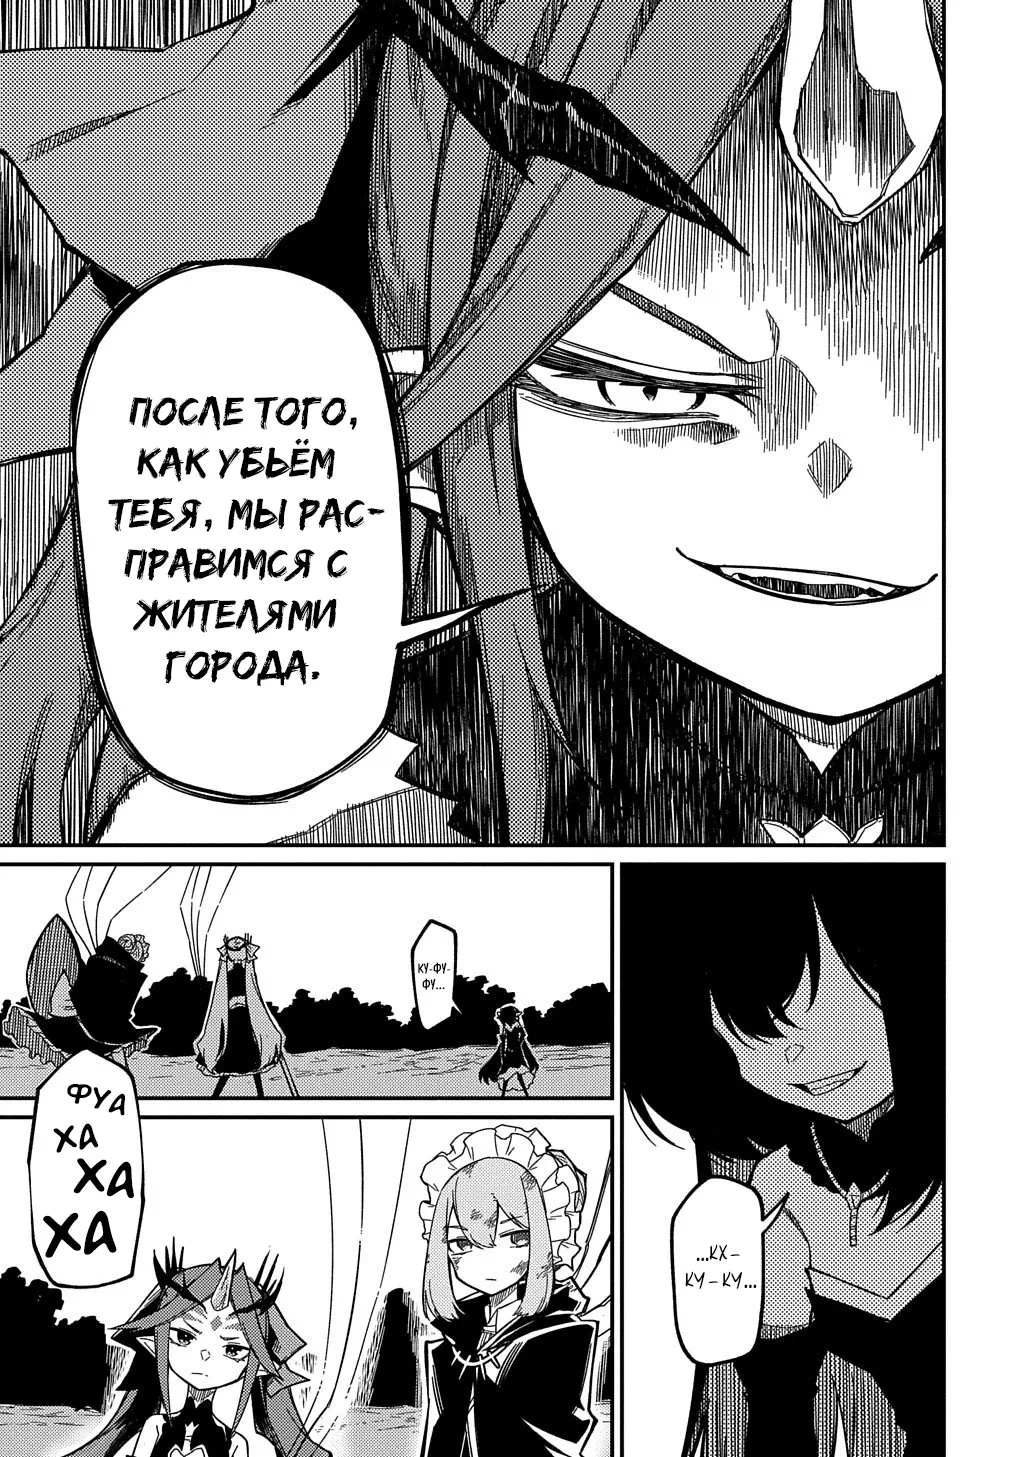 ПОСЛЕ ТОГО,
КАК УБЬЁМ
ТЕБЯ, МЫ РАС-
ПРАВИМСЯ С
ЖИТЕЛЯМИ
ГОРОДА.
...КХ-
КУ-КУ...
КУ-ФУ-
ФУ...
ФУА
ХА
ХА
ХА